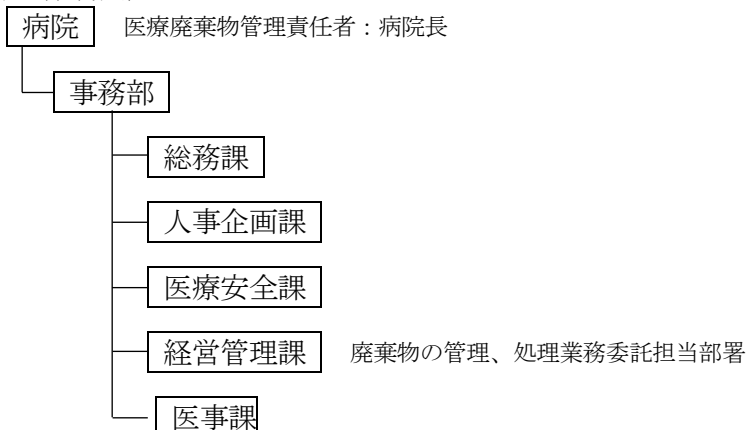 病院 医療廃棄物管理責任者：病院長
事務部
総務課
人事企画課
医療安全課
経営管理課 廃棄物の管理、処理業務委託担当部署
医事課